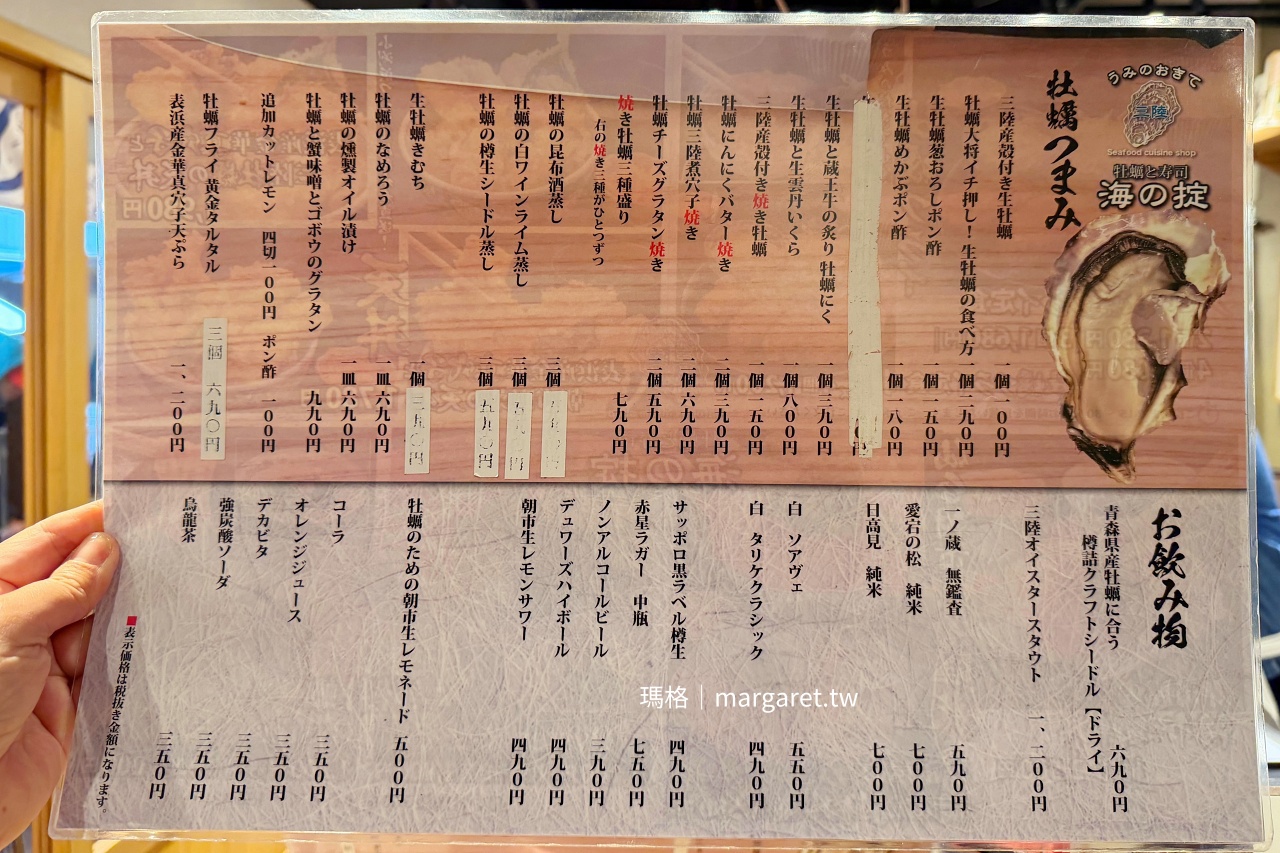 うみのおきて
三陸
Seafood cuisine shop
牡蠣と寿司
海の掟
牡蠣つまみ
三陸産殻付き生牡蠣 一個一〇〇円
牡蠣大将イチ押し！生牡蠣の食べ方 一個二九〇円
生牡蠣葱おろしポン酢 一個一五〇円
生牡蠣めかぶポン酢 一個一八〇円
生牡蠣と蔵王牛の炙り 牡蠣にく 一個三九〇円
生牡蠣と生雲丹いくら 一個八〇〇円
三陸産殻付き焼き牡蠣 一個一五〇円
牡蠣にんにくバター焼き 二個三九〇円
牡蠣三陸煮穴子焼き 二個六九〇円
牡蠣チーズグラタン焼き 二個五九〇円
焼き牡蠣三種盛り 七九〇円
右の焼き三種がひとつずつ
牡蠣の昆布酒蒸し 三個
牡蠣の白ワインライム蒸し 三個
牡蠣の樽生シードル蒸し 三個 五九〇円
生牡蠣きむち 一個 三九〇円
牡蠣のなめろう 一皿六九〇円
牡蠣の燻製オイル漬け 一皿六九〇円
牡蠣と蟹味噌とゴボウのグラタン 九九〇円
追加カットレモン 四切一〇〇円 ポン酢 一〇〇円
牡蠣フライ 黄金タルタル 三個 六九〇円
表浜産金華真穴子天ぷら 一、二〇〇円
お飲み物
青森県産牡蠣に合う
樽詰クラフトシードル【ドライ】 六九〇円
三陸オイスタースタウト 一、二〇〇円
一ノ蔵 無鑑査 五九〇円
愛宕の松 純米 七〇〇円
日高見 純米 七〇〇円
白 ソアヴェ 五五〇円
白 タリケクラシック 四九〇円
サッポロ黒ラベル樽生 四九〇円
赤星ラガー 中瓶 七五〇円
ノンアルコールビール 三九〇円
デュワーズハイボール 四九〇円
朝市生レモンサワー 四九〇円
牡蠣のための朝市生レモネード 五〇〇円
コーラ 三五〇円
オレンジジュース 三五〇円
デカビタ 三五〇円
強炭酸ソーダ 三五〇円
烏龍茶 三五〇円
■表示価格は税抜き金額になります。
瑪格｜margaret.tw